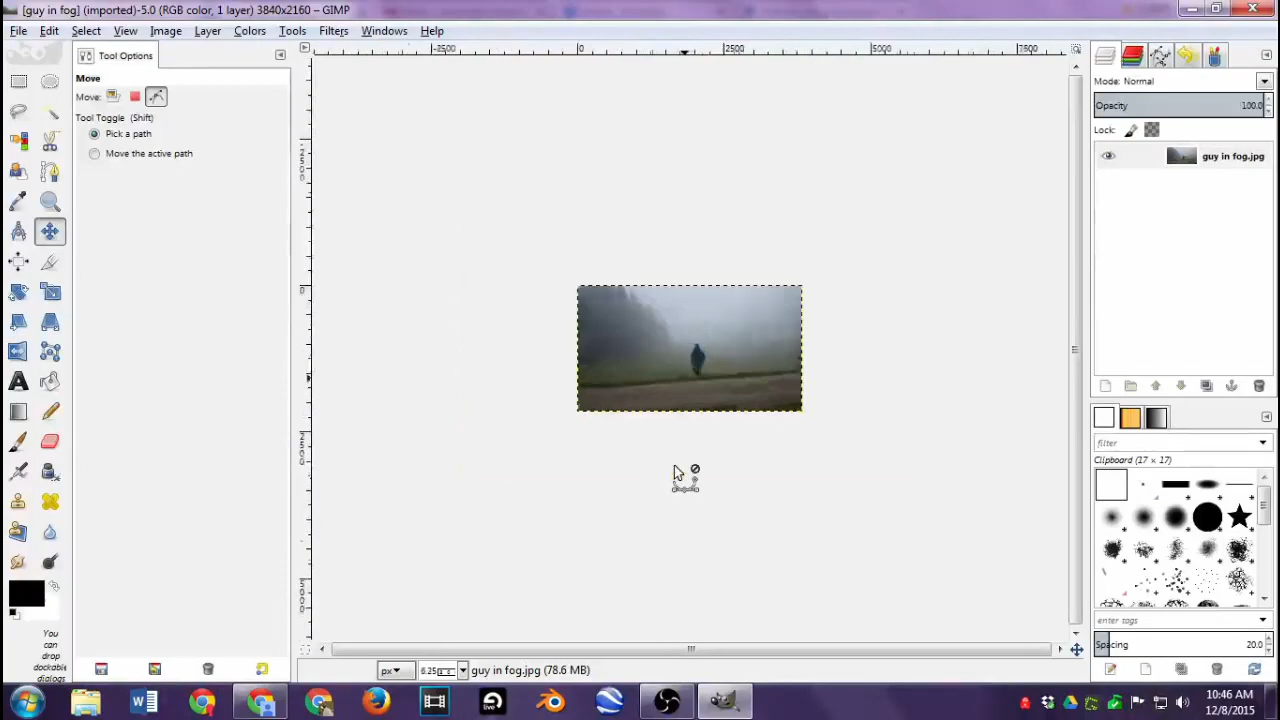 [guy in fog] (imported)-5.0 (RGB color, 1 layer) 3840x2160 – GIMP
File Edit Select View Image Layer Colors Tools Filters Windows Help
Tool Options
Move
Move:
Tool Toggle (Shift)
Pick a path
Move the active path
-2500 0 2500 5000 7500
Mode: Normal
Opacity 100.0
Lock:
guy in fog.jpg
filter
Clipboard (17 × 17)
enter tags
Spacing 20.0
You
can
drop
dockable
dialogs
px
guy in fog.jpg (78.6 MB)
live
10:46 AM
12/8/2015